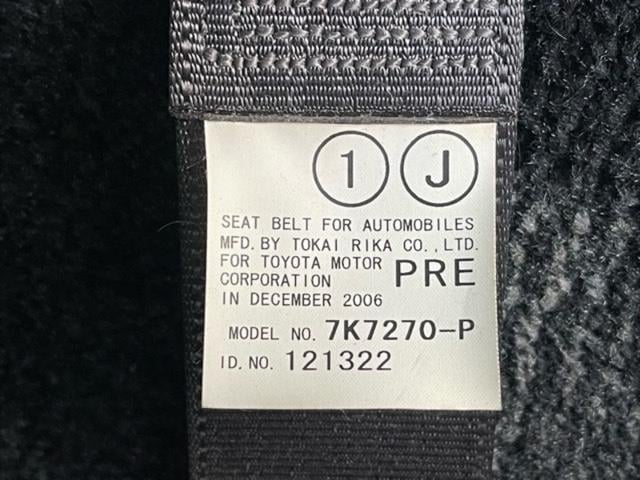 1 J
SEAT BELT FOR AUTOMOBILES
MFD. BY TOKAI RIKA CO., LTD.
FOR TOYOTA MOTOR
CORPORATION PRE
IN DECEMBER 2006
MODEL NO. 7K7270-P
ID. NO. 121322